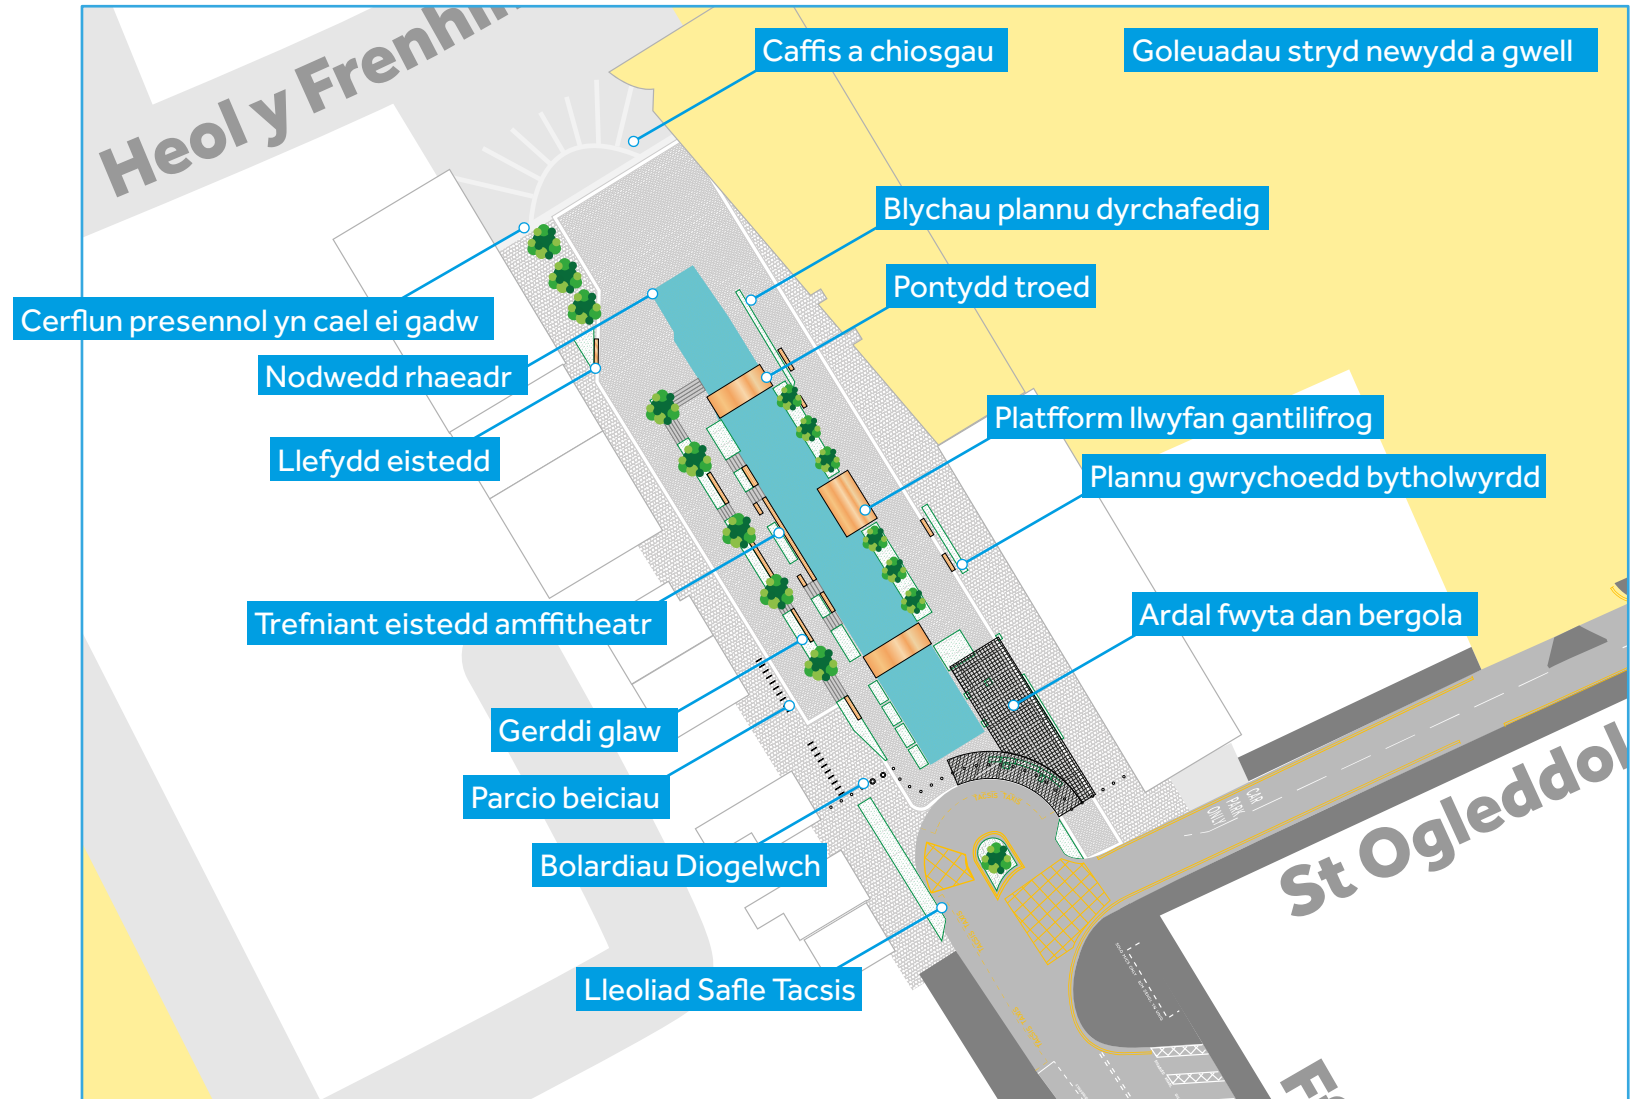 Heol y
Caffis a chiosgau
Goleuadau stryd newydd a gwell
Blychau plannu dyrchafedig
Pontydd troed
Cerflun presennol yn cael ei gadw
Nodwedd rhaeadr
Platfform llwyfan gantilifrog
Llefydd eistedd
Plannu gwrychoedd bytholwyrdd
Trefniant eistedd amffitheatr
Ardal fwyta dan bergola
Gerddi glaw
Parcio beiciau
CAR
PARK
ONLY
St
Bolardiau Diogelwch
Lleoliad Safle Tacsis